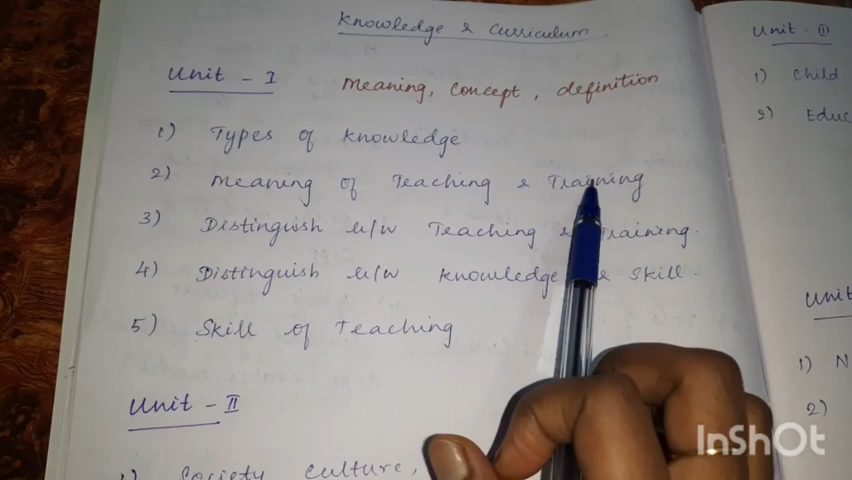 Knowledge & Curriculum
Unit - I Meaning, Concept, definition
1) Types of knowledge
2) Meaning of Teaching & Training
3) Distinguish b/w Teaching & Training.
4) Distinguish b/w knowledge & skill.
5) Skill of Teaching
Unit - II
1) Society culture,
Unit - III
1) Child
2) Educ
Unit
1) N
2)
InShOt